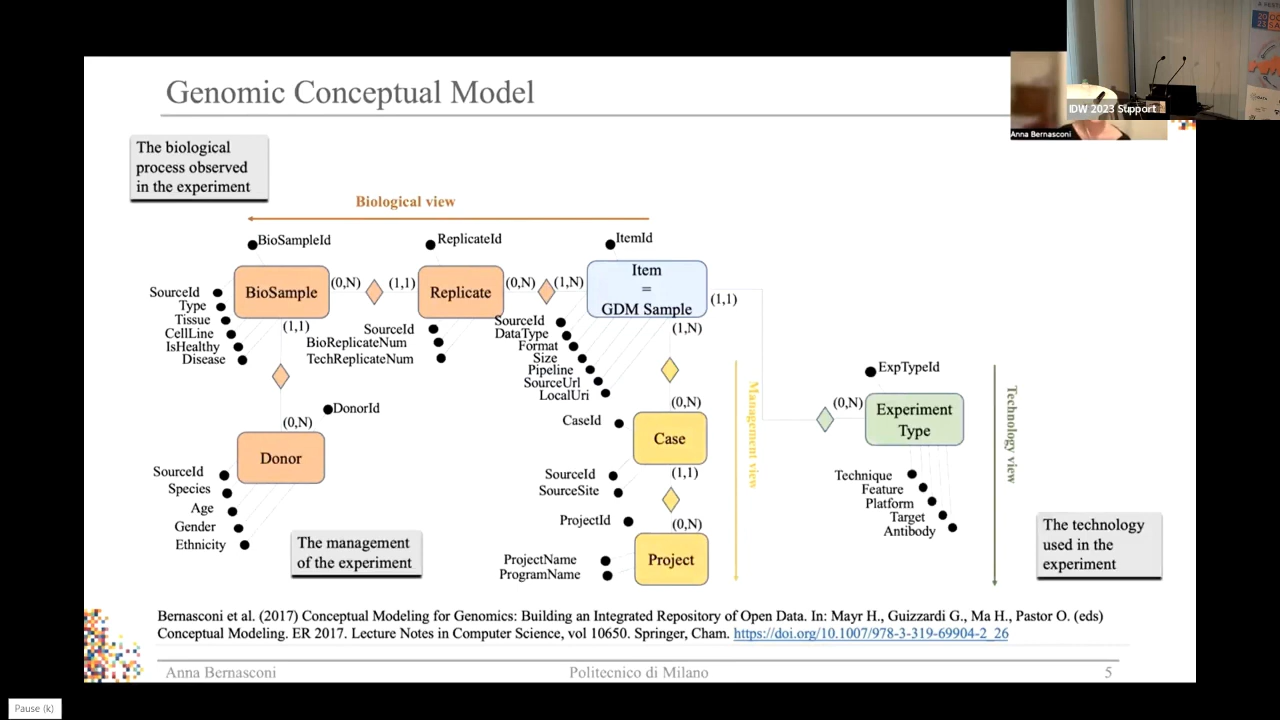 Genomic Conceptual Model
IDW 2023 Support
Anna Bernasconi
The biological
process observed
in the experiment
Biological view
BioSampleId
ReplicateId
ItemId
BioSample
(0,N)
(1,1)
Replicate
(0,N)
(1,N)
Item
=
GDM Sample
(1,1)
SourceId
Type
Tissue
CellLine
IsHealthy
Disease
(1,1)
SourceId
BioReplicateNum
TechReplicateNum
SourceId
DataType
Format
Size
Pipeline
SourceUrl
LocalUri
(1,N)
Management view
(0,N)
DonorId
(0,N)
Donor
SourceId
Species
Age
Gender
Ethnicity
CaseId
Case
SourceId
SourceSite
(1,1)
ProjectId
(0,N)
ProjectName
ProgramName
Project
ExpTypeId
(0,N)
Experiment
Type
Technology view
Technique
Feature
Platform
Target
Antibody
The management
of the experiment
The technology
used in the
experiment
Bernasconi et al. (2017) Conceptual Modeling for Genomics: Building an Integrated Repository of Open Data. In: Mayr H., Guizzardi G., Ma H., Pastor O. (eds)
Conceptual Modeling. ER 2017. Lecture Notes in Computer Science, vol 10650. Springer, Cham. https://doi.org/10.1007/978-3-319-69904-2_26
Anna Bernasconi
Politecnico di Milano
5
Pause (k)